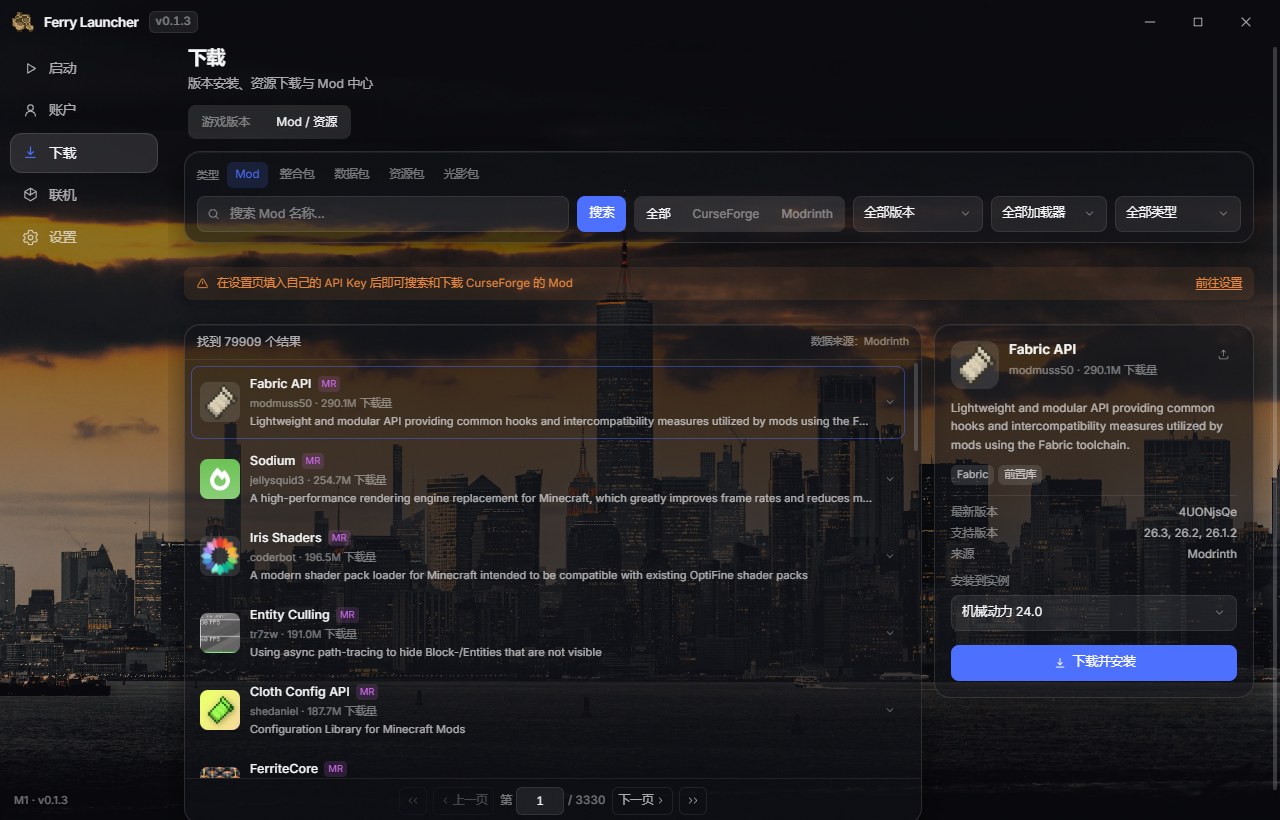 Ferry Launcher v0.1.3
启动
账户
下载
联机
设置
M1 · v0.1.3
下载
版本安装、资源下载与 Mod 中心
游戏版本 Mod / 资源
类型 Mod 整合包 数据包 资源包 光影包
搜索 Mod 名称... 搜索 全部 CurseForge Modrinth 全部版本 全部加载器 全部类型
在设置页填入自己的 API Key 后即可搜索和下载 CurseForge 的 Mod 前往设置
找到 79909 个结果 数据来源: Modrinth
Fabric API MR
modmuss50 · 290.1M 下载量
Lightweight and modular API providing common hooks and intercompatibility measures utilized by mods using the F...
Sodium MR
jellysquid3 · 254.7M 下载量
A high-performance rendering engine replacement for Minecraft, which greatly improves frame rates and reduces m...
Iris Shaders MR
coderbot · 196.5M 下载量
A modern shader pack loader for Minecraft intended to be compatible with existing OptiFine shader packs
Entity Culling MR
tr7zw · 191.0M 下载量
Using async path-tracing to hide Block-/Entities that are not visible
Cloth Config API MR
shedaniel · 187.7M 下载量
Configuration Library for Minecraft Mods
FerriteCore MR
‹‹ ‹ 上一页 第 1 / 3330 下一页 › ››
Fabric API
modmuss50 · 290.1M 下载量
Lightweight and modular API providing common
hooks and intercompatibility measures utilized by
mods using the Fabric toolchain.
Fabric 前置库
最新版本 4UONjsQe
支持版本 26.3, 26.2, 26.1.2
来源 Modrinth
安装到实例
机械动力 24.0
下载并安装